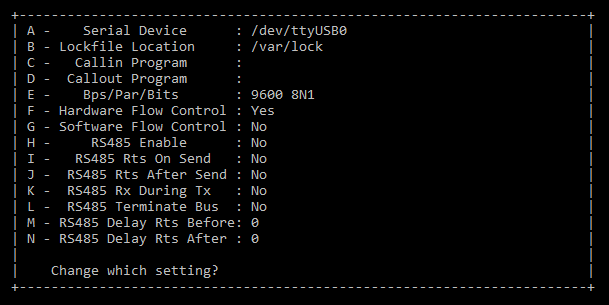 A -    Serial Device      : /dev/ttyUSB0
B - Lockfile Location     : /var/lock
C -   Callin Program      :
D -  Callout Program      :
E -    Bps/Par/Bits       : 9600 8N1
F - Hardware Flow Control : Yes
G - Software Flow Control : No
H -     RS485 Enable      : No
I -   RS485 Rts On Send   : No
J -  RS485 Rts After Send : No
K -  RS485 Rx During Tx   : No
L -  RS485 Terminate Bus  : No
M - RS485 Delay Rts Before: 0
N - RS485 Delay Rts After : 0
Change which setting?